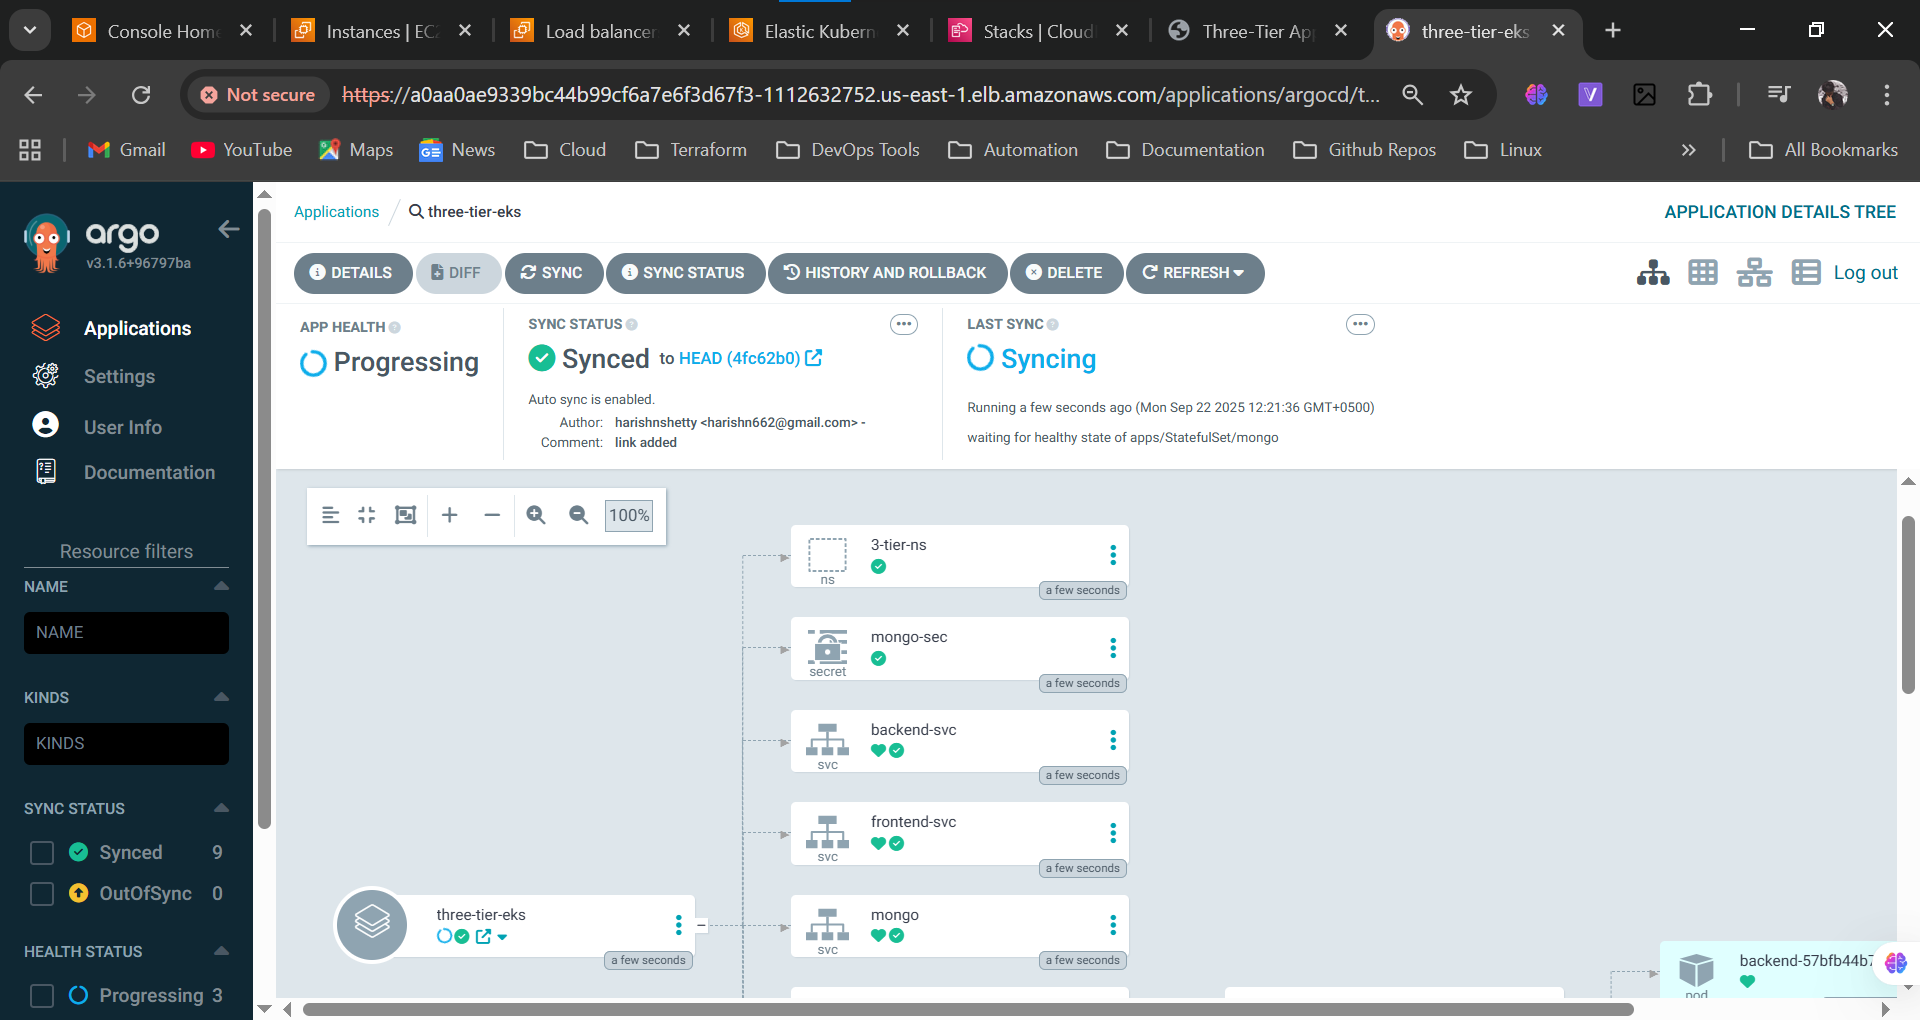 Console Home
Instances | EC
Load balancer
Elastic Kubern
Stacks | Cloud
Three-Tier Ap
three-tier-eks
Not secure
https://a0aa0ae9339bc44b99cf6a7e6f3d67f3-1112632752.us-east-1.elb.amazonaws.com/applications/argocd/t...
Gmail
YouTube
Maps
News
Cloud
Terraform
DevOps Tools
Automation
Documentation
Github Repos
Linux
»
All Bookmarks
argo
v3.1.6+96797ba
Applications
Settings
User Info
Documentation
Resource filters
NAME
NAME
KINDS
KINDS
SYNC STATUS
Synced 9
OutOfSync 0
HEALTH STATUS
Progressing 3
Applications / three-tier-eks
APPLICATION DETAILS TREE
DETAILS
DIFF
SYNC
SYNC STATUS
HISTORY AND ROLLBACK
DELETE
REFRESH
Log out
APP HEALTH
Progressing
SYNC STATUS
Synced to HEAD (4fc62b0)
Auto sync is enabled.
Author: harishnshetty <harishn662@gmail.com> -
Comment: link added
LAST SYNC
Syncing
Running a few seconds ago (Mon Sep 22 2025 12:21:36 GMT+0500)
waiting for healthy state of apps/StatefulSet/mongo
100%
3-tier-ns
ns
a few seconds
mongo-sec
secret
a few seconds
backend-svc
svc
a few seconds
frontend-svc
svc
a few seconds
three-tier-eks
a few seconds
mongo
svc
a few seconds
backend-57bfb44b7
pod